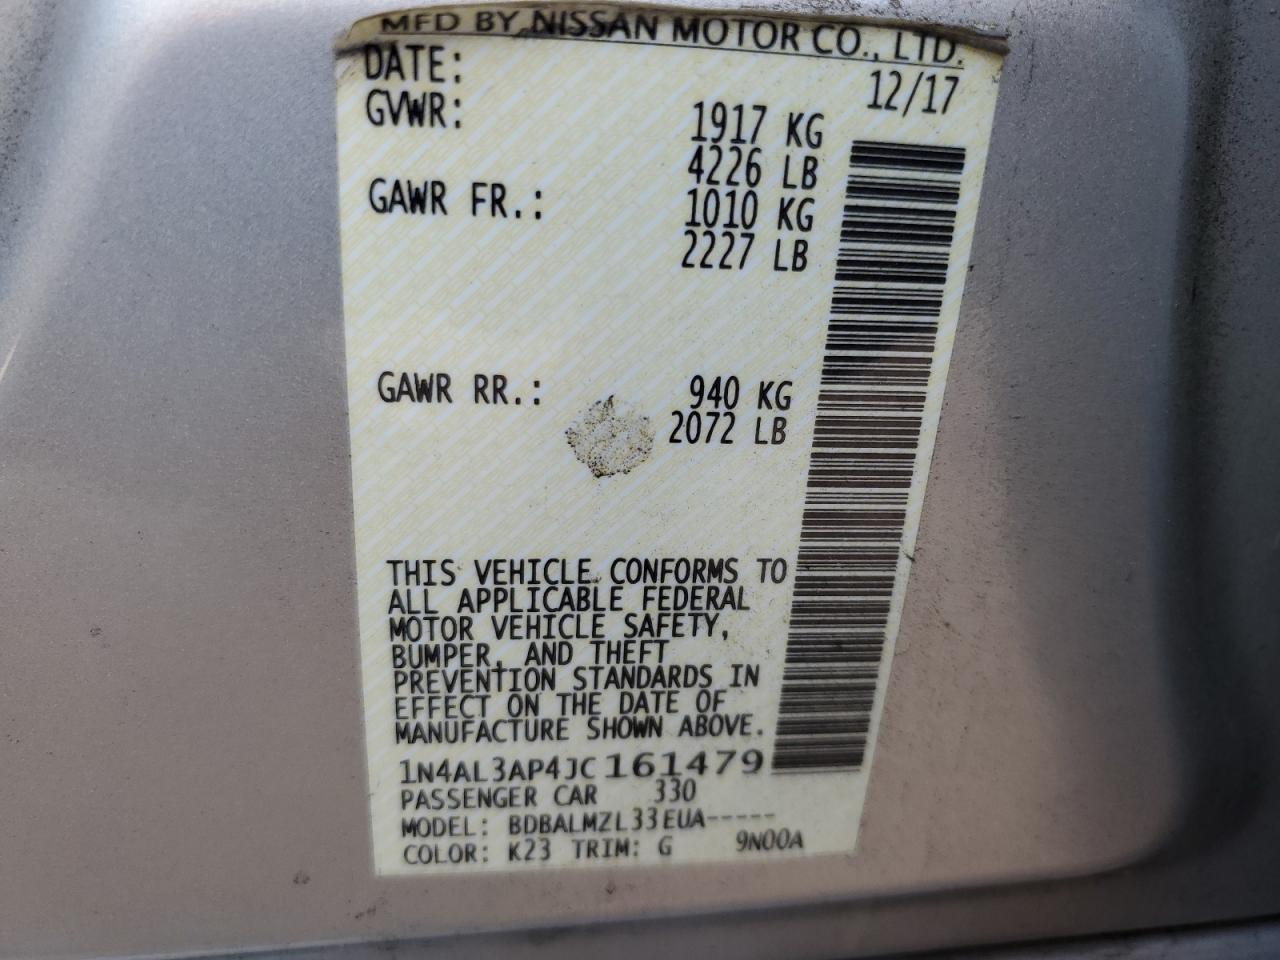 MFD BY NISSAN MOTOR CO., LTD.
DATE: 12/17
GVWR: 1917 KG
4226 LB
GAWR FR.: 1010 KG
2227 LB
GAWR RR.: 940 KG
2072 LB
THIS VEHICLE CONFORMS TO
ALL APPLICABLE FEDERAL
MOTOR VEHICLE SAFETY,
BUMPER, AND THEFT
PREVENTION STANDARDS IN
EFFECT ON THE DATE OF
MANUFACTURE SHOWN ABOVE.
1N4AL3AP4JC161479
PASSENGER CAR 330
MODEL: BDBALMZL33EUA-----
COLOR: K23 TRIM: G 9N00A